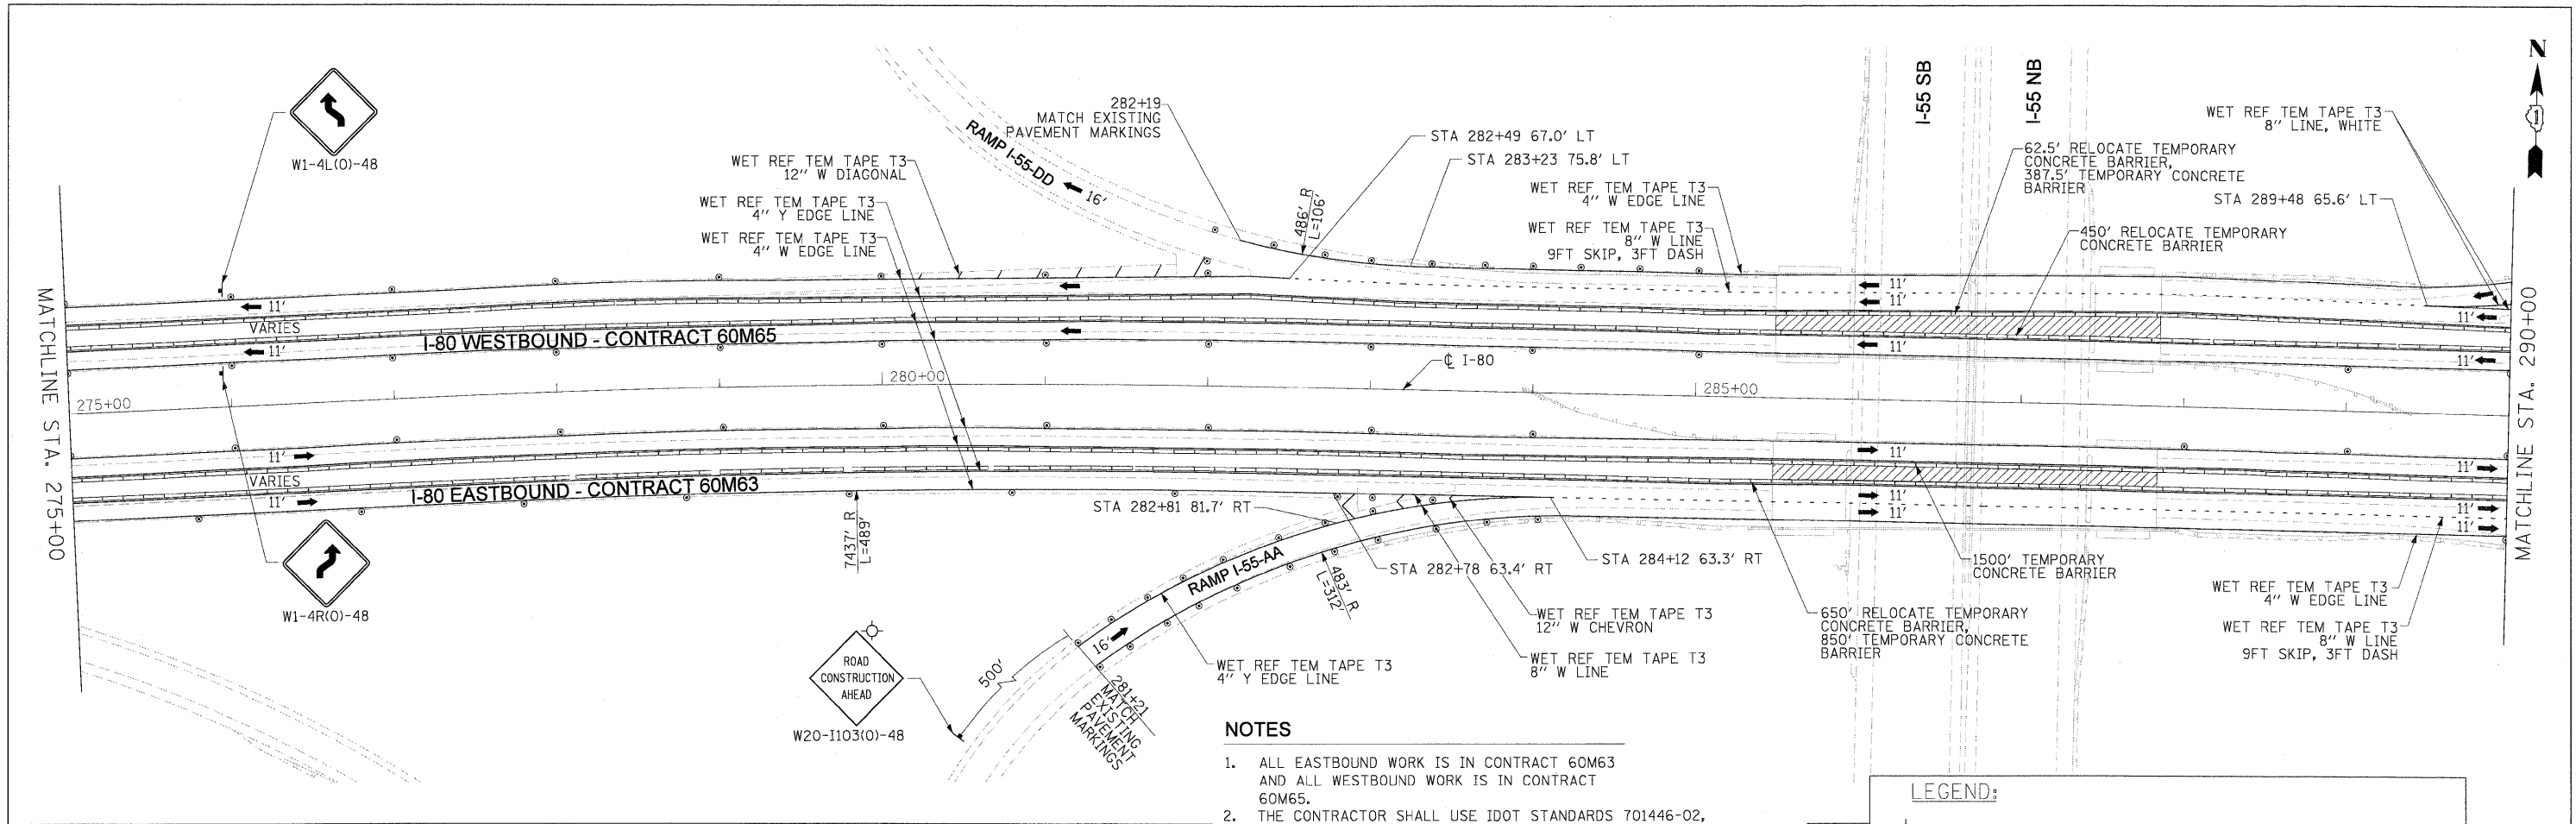 N
1
I-55 SB
I-55 NB
282+19
MATCH EXISTING
PAVEMENT MARKINGS
RAMP I-55-DD
16'
STA 282+49 67.0' LT
STA 283+23 75.8' LT
WET REF TEM TAPE T3
8" LINE, WHITE
62.5' RELOCATE TEMPORARY
CONCRETE BARRIER,
387.5' TEMPORARY CONCRETE
BARRIER
STA 289+48 65.6' LT
450' RELOCATE TEMPORARY
CONCRETE BARRIER
W1-4L(O)-48
WET REF TEM TAPE T3
12" W DIAGONAL
WET REF TEM TAPE T3
4" Y EDGE LINE
WET REF TEM TAPE T3
4" W EDGE LINE
486' R
L=106'
WET REF TEM TAPE T3
4" W EDGE LINE
WET REF TEM TAPE T3
8" W LINE
9FT SKIP, 3FT DASH
MATCHLINE STA. 275+00
MATCHLINE STA. 290+00
11'
VARIES
11'
I-80 WESTBOUND - CONTRACT 60M65
11'
11'
11'
11'
11'
275+00
280+00
℄ I-80
285+00
11'
VARIES
11'
I-80 EASTBOUND - CONTRACT 60M63
11'
11'
11'
11'
11'
11'
W1-4R(O)-48
7437' R
L=489'
STA 282+81 81.7' RT
RAMP I-55-AA
16'
483' R
L=312'
STA 282+78 63.4' RT
STA 284+12 63.3' RT
1500' TEMPORARY
CONCRETE BARRIER
WET REF TEM TAPE T3
4" W EDGE LINE
WET REF TEM TAPE T3
8" W LINE
9FT SKIP, 3FT DASH
650' RELOCATE TEMPORARY
CONCRETE BARRIER,
850' TEMPORARY CONCRETE
BARRIER
WET REF TEM TAPE T3
12" W CHEVRON
WET REF TEM TAPE T3
8" W LINE
WET REF TEM TAPE T3
4" Y EDGE LINE
ROAD
CONSTRUCTION
AHEAD
W20-I103(O)-48
500'
281+21
MATCH
EXISTING
PAVEMENT
MARKINGS
NOTES
1. ALL EASTBOUND WORK IS IN CONTRACT 60M63
AND ALL WESTBOUND WORK IS IN CONTRACT
60M65.
2. THE CONTRACTOR SHALL USE IDOT STANDARDS 701446-02,
LEGEND: